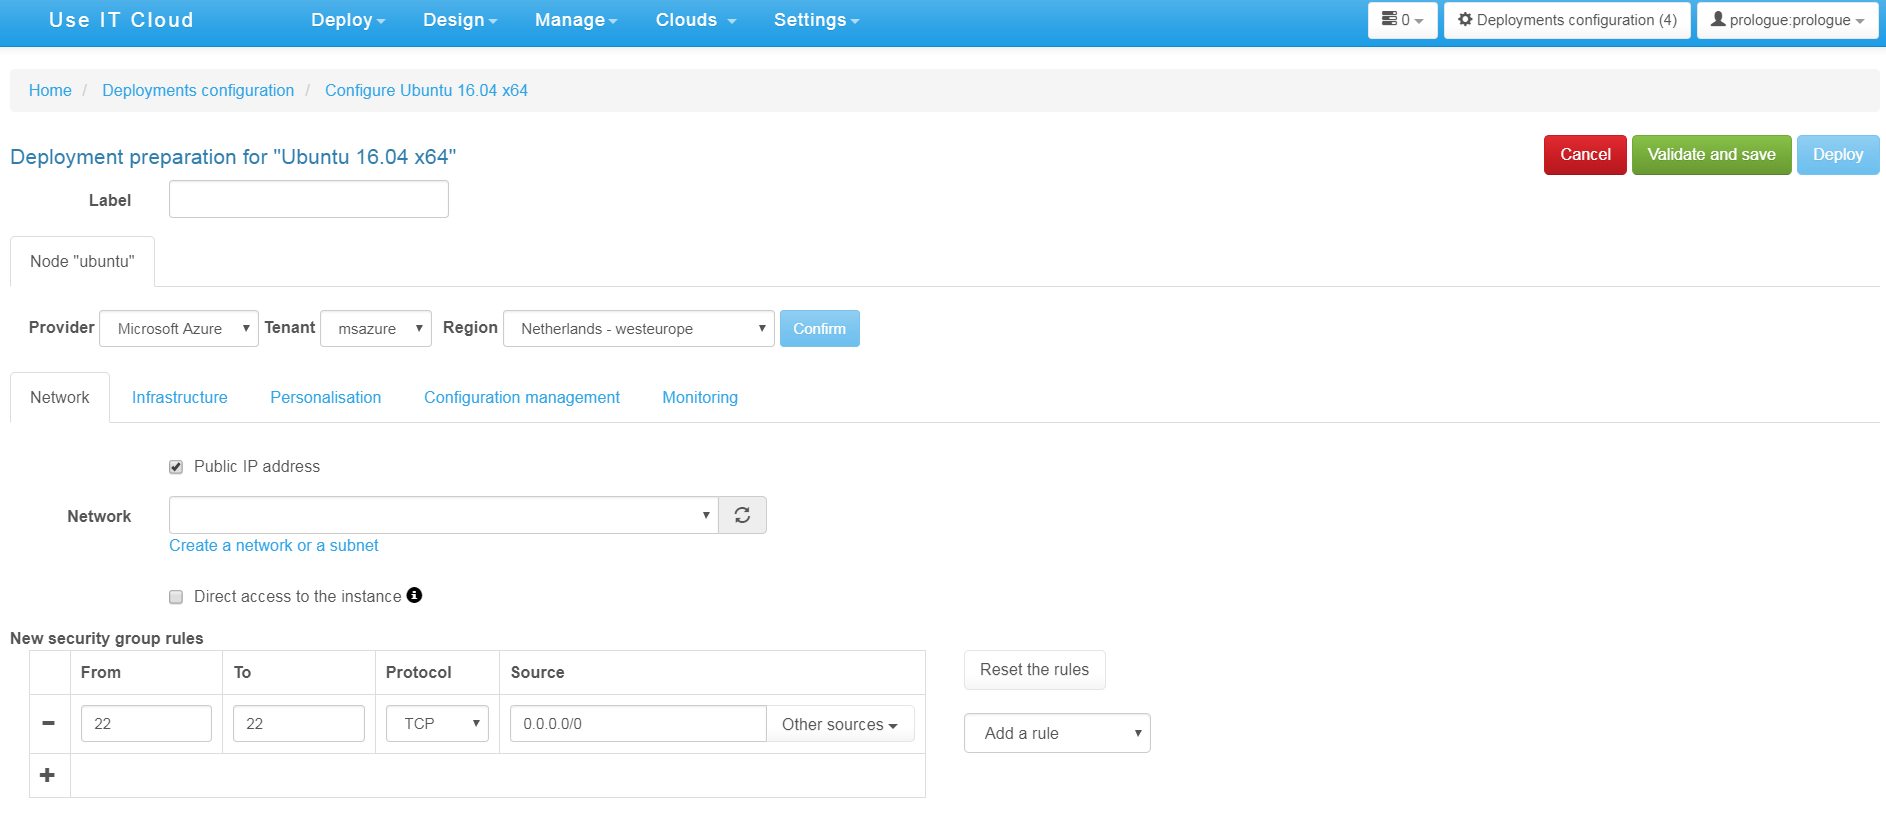 Use IT Cloud Deploy Design Manage Clouds Settings 0 Deployments configuration (4) prologue:prologue
Home / Deployments configuration / Configure Ubuntu 16.04 x64
Deployment preparation for "Ubuntu 16.04 x64" Cancel Validate and save Deploy
Label
Node "ubuntu"
Provider Microsoft Azure Tenant msazure Region Netherlands - westeurope Confirm
Network Infrastructure Personalisation Configuration management Monitoring
Public IP address
Network
Create a network or a subnet
Direct access to the instance
New security group rules
From To Protocol Source Reset the rules
22 22 TCP 0.0.0.0/0 Other sources Add a rule